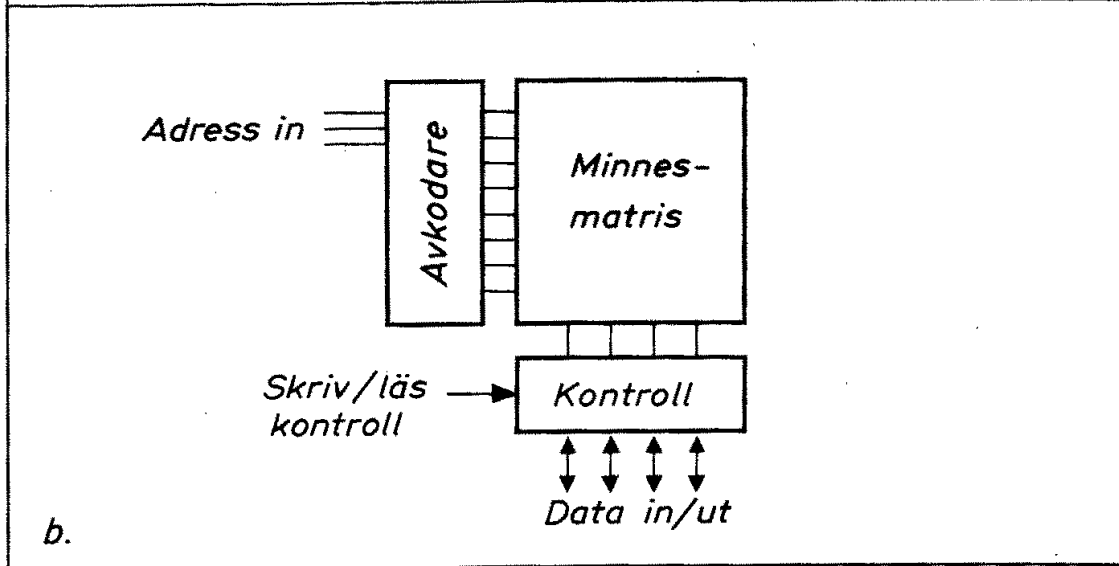 Adress in
Avkodare
Minnes-
matris
Skriv/läs
kontroll
Kontroll
Data in/ut
b.